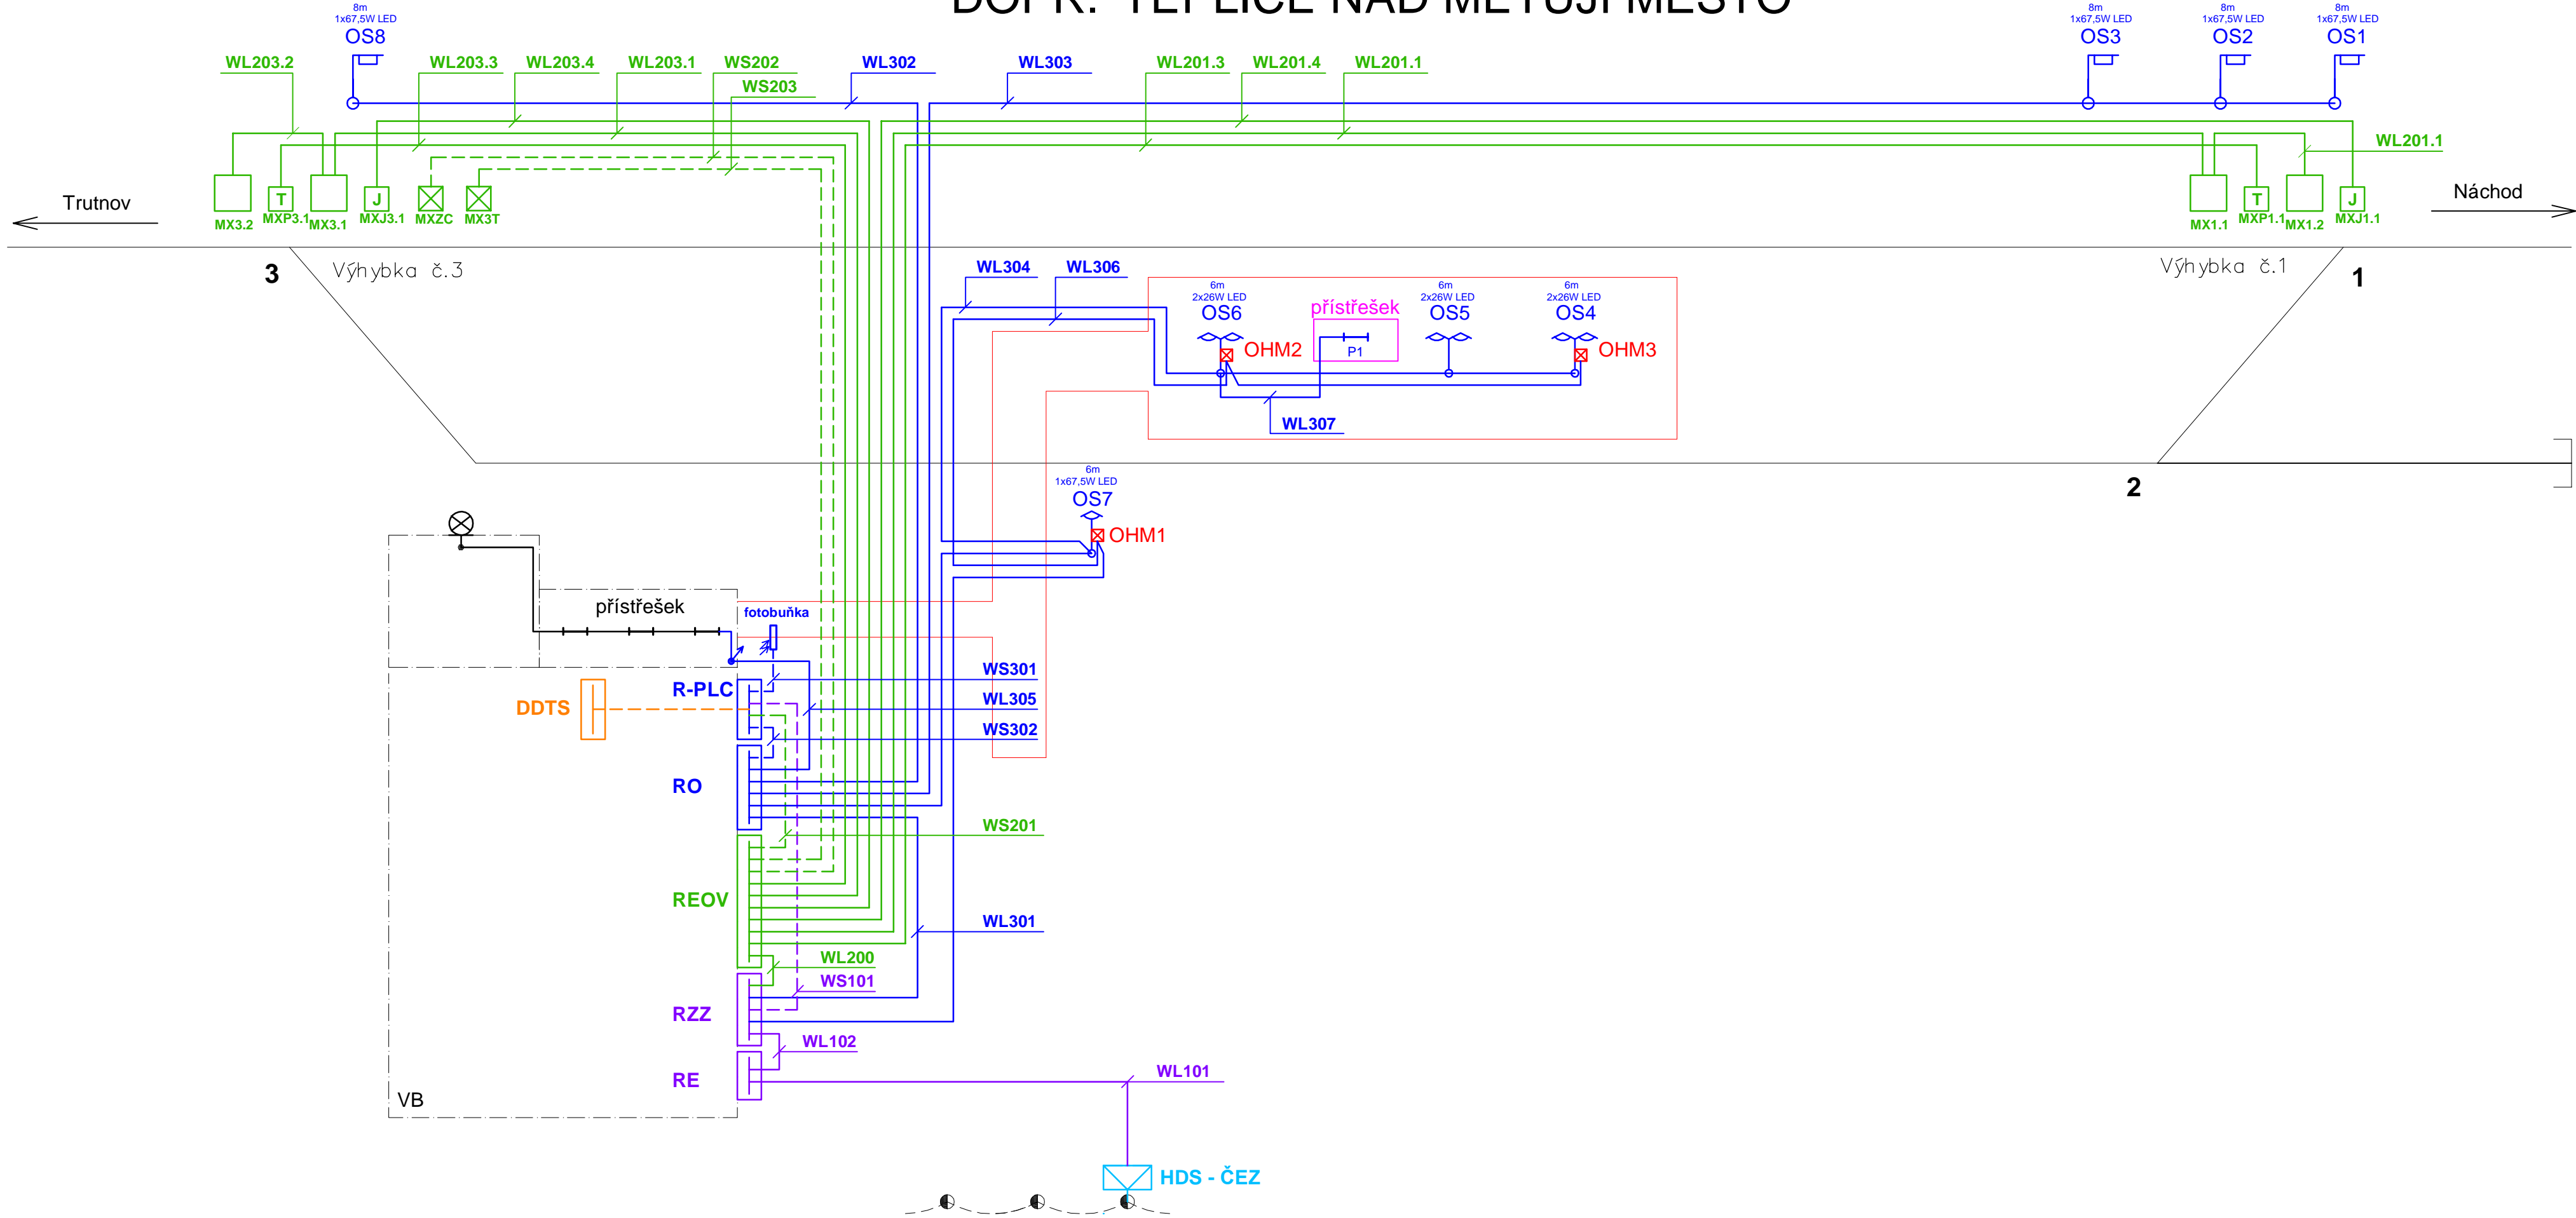 DOPR. TEPLICE NAD METUJÍ MĚSTO
8m
1x67,5W LED
OS8
8m
1x67,5W LED
OS3
8m
1x67,5W LED
OS2
8m
1x67,5W LED
OS1
WL203.2
WL203.3
WL203.4
WL203.1
WS202
WS203
WL302
WL303
WL201.3
WL201.4
WL201.1
WL201.1
Trutnov
MX3.2
T
MXP3.1
MX3.1
J
MXJ3.1
MXZC
MX3T
MX1.1
T
MXP1.1
MX1.2
J
MXJ1.1
Náchod
3
Výhybka č.3
Výhybka č.1
1
WL304
WL306
6m
2x26W LED
OS6
OHM2
přístřešek
P1
6m
2x26W LED
OS5
6m
2x26W LED
OS4
OHM3
WL307
2
6m
1x67,5W LED
OS7
OHM1
přístřešek
fotobuňka
R-PLC
DDTS
WS301
WL305
WS302
RO
WS201
REOV
WL301
WL200
WS101
RZZ
WL102
RE
WL101
VB
HDS - ČEZ